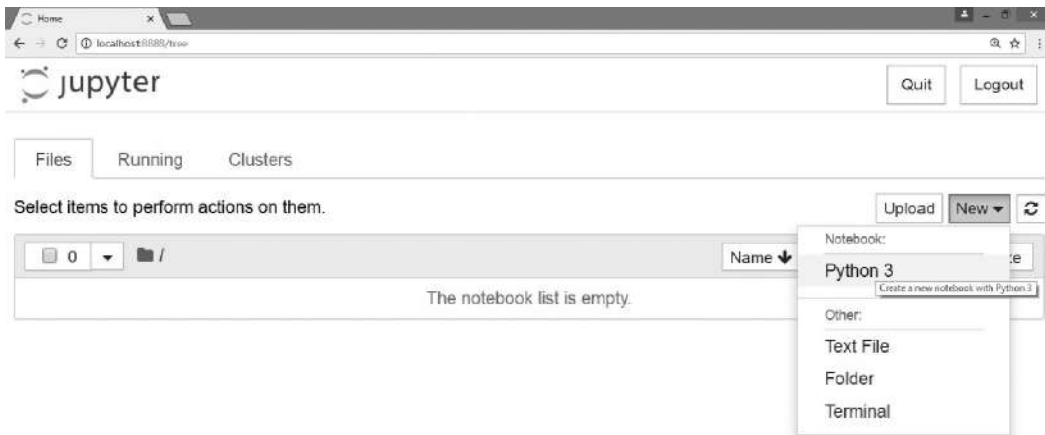 Home
localhost:8888/tree
jupyter
Quit
Logout
Files
Running
Clusters
Select items to perform actions on them.
Upload
New
0
/
Name
The notebook list is empty.
Notebook:
Python 3
Create a new notebook with Python 3
Other:
Text File
Folder
Terminal